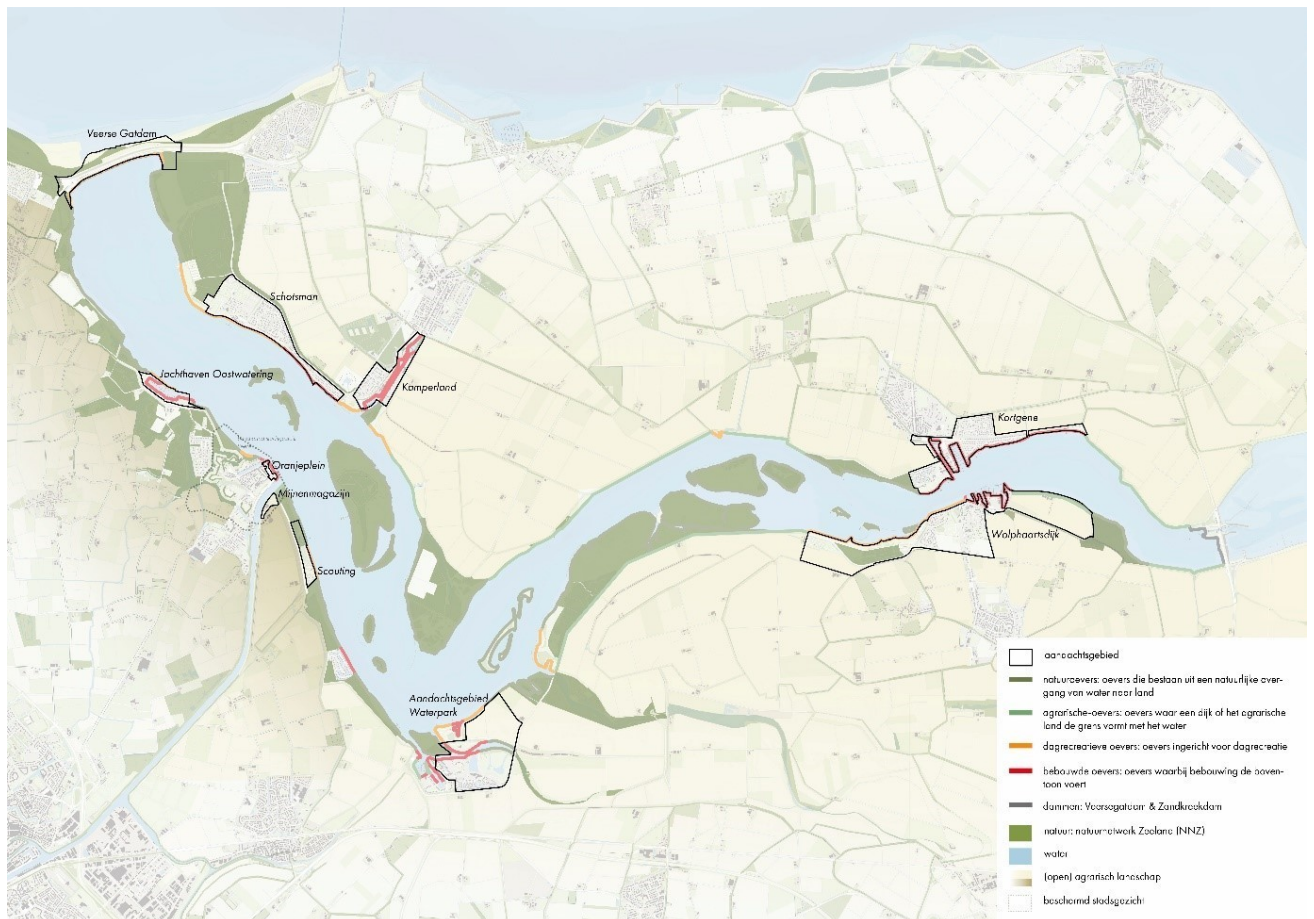 Veerse Gatdam
Schotsman
Jachthaven Oostwatering
Kamperland
Kortgene
Oranjeplein
Mijnenmagazijn
Wolphaartsdijk
Scouting
Aandachtsgebied
Waterpark
aandachtsgebied
natuuroevers: oevers die bestaan uit een natuurlijke over-
gang van water naar land
agrarische-oevers: oevers waar een dijk of het agrarische
land de grens vormt met het water
dagrecreatieve oevers: oevers ingericht voor dagrecreatie
bebouwde oevers: oevers waarbij bebouwing de boven-
toon voert
dammen: Veersegatdam & Zandkreekdam
natuur: natuurnetwerk Zeeland (NNZ)
water
(open) agrarisch landschap
beschermd stadsgezicht